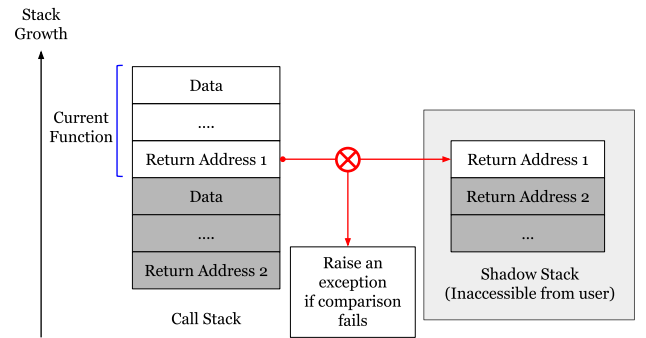 Stack
Growth
Current
Function
Data
....
Return Address 1
Data
....
Return Address 2
Call Stack
Raise an
exception
if comparison
fails
Return Address 1
Return Address 2
...
Shadow Stack
(Inaccessible from user)